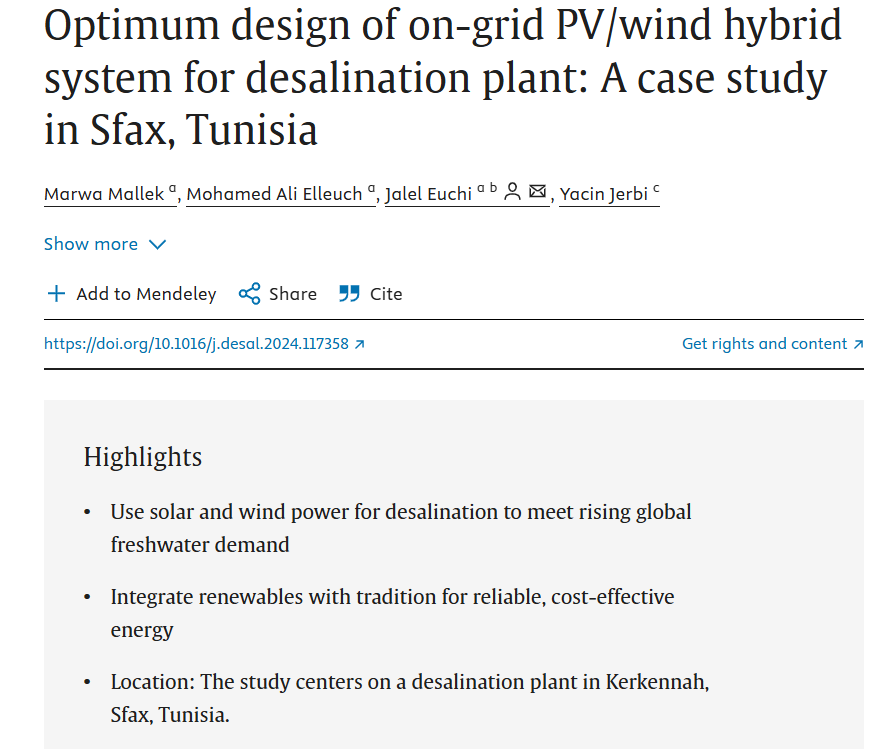 Optimum design of on-grid PV/wind hybrid
system for desalination plant: A case study
in Sfax, Tunisia
Marwa Mallek a, Mohamed Ali Elleuch a, Jalel Euchi a b, Yacin Jerbi c
Show more
Add to Mendeley Share Cite
https://doi.org/10.1016/j.desal.2024.117358 Get rights and content
Highlights
• Use solar and wind power for desalination to meet rising global
freshwater demand
• Integrate renewables with tradition for reliable, cost-effective
energy
• Location: The study centers on a desalination plant in Kerkennah,
Sfax, Tunisia.